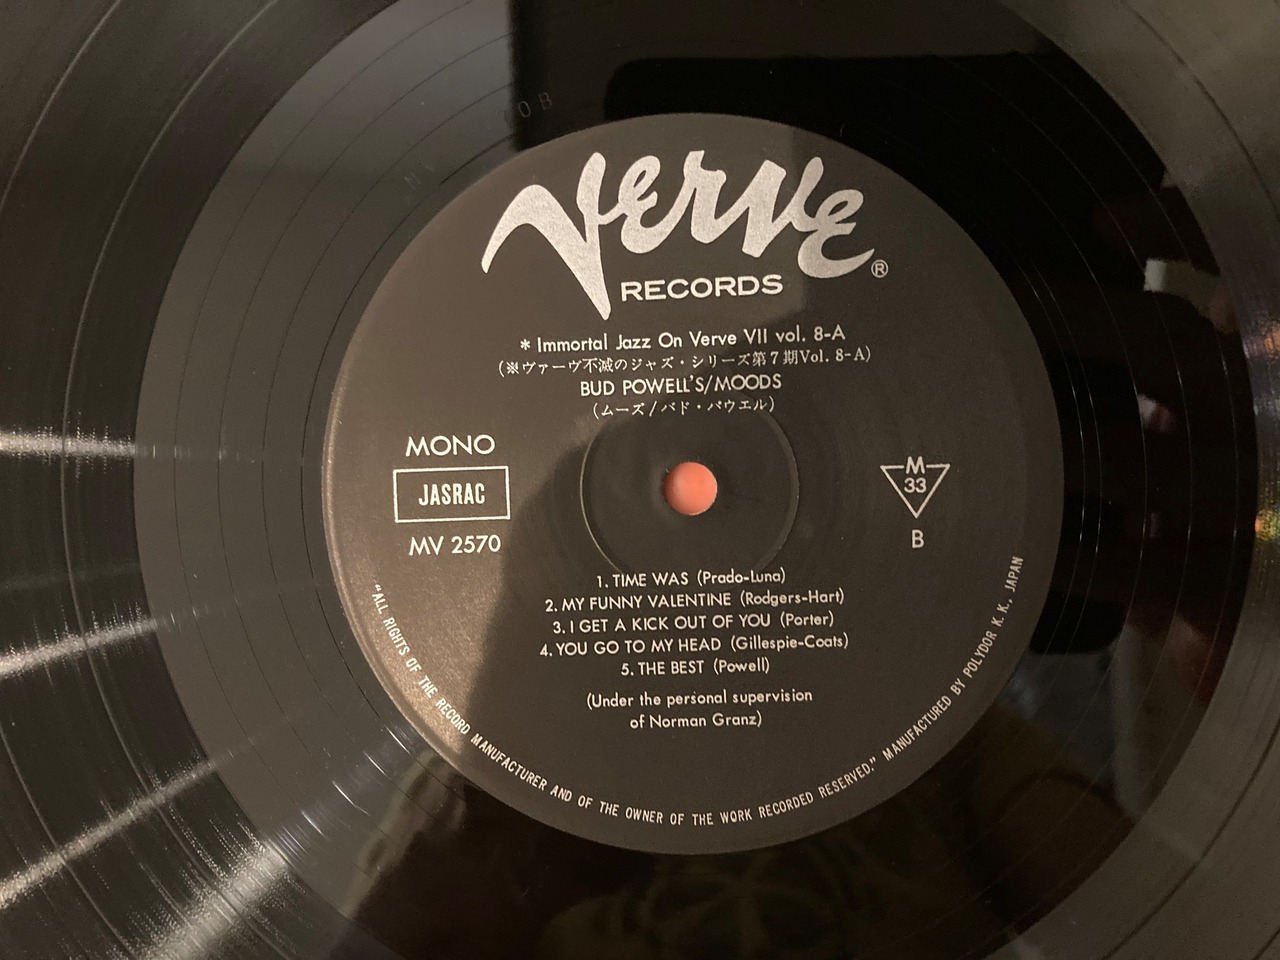 Verve
RECORDS ®
* Immortal Jazz On Verve VII vol. 8-A
(※ヴァーヴ不滅のジャズ・シリーズ第7期Vol. 8-A)
BUD POWELL'S/MOODS
(ムーズ/バド・パウエル)
MONO
JASRAC
MV 2570
M
33
B
1. TIME WAS (Prado-Luna)
2. MY FUNNY VALENTINE (Rodgers-Hart)
3. I GET A KICK OUT OF YOU (Porter)
4. YOU GO TO MY HEAD (Gillespie-Coats)
5. THE BEST (Powell)
(Under the personal supervision
of Norman Granz)
"ALL RIGHTS OF THE RECORD MANUFACTURER AND OF THE OWNER OF THE WORK RECORDED RESERVED." MANUFACTURED BY POLYDOR K. K., JAPAN